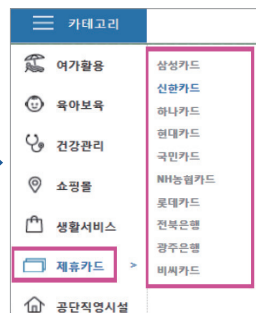 카테고리
여가활용
육아보육
건강관리
쇼핑몰
생활서비스
제휴카드 >
공단직영시설
삼성카드
신한카드
하나카드
현대카드
국민카드
NH농협카드
롯데카드
전북은행
광주은행
비씨카드